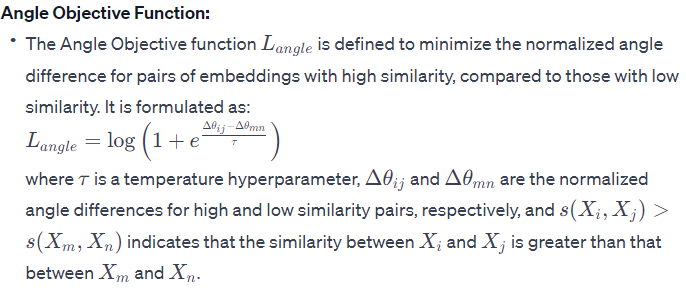 Angle Objective Function:
• The Angle Objective function $L_{angle}$ is defined to minimize the normalized angle
difference for pairs of embeddings with high similarity, compared to those with low
similarity. It is formulated as:
$L_{angle} = \log\left(1 + e^{\frac{\Delta\theta_{ij} - \Delta\theta_{mn}}{\tau}}\right)$
where $\tau$ is a temperature hyperparameter, $\Delta\theta_{ij}$ and $\Delta\theta_{mn}$ are the normalized
angle differences for high and low similarity pairs, respectively, and $s(X_i, X_j) >$
$s(X_m, X_n)$ indicates that the similarity between $X_i$ and $X_j$ is greater than that
between $X_m$ and $X_n$.